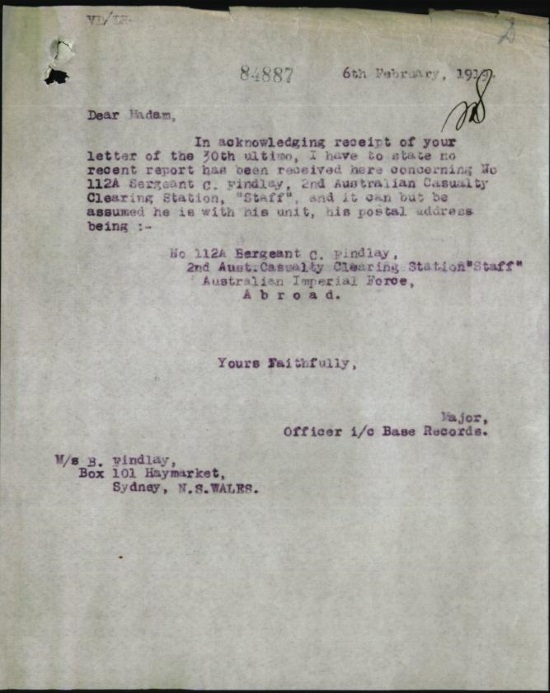 VD/LH.
84887 6th February, 1919.
Dear Madam,
In acknowledging receipt of your
letter of the 30th ultimo, I have to state no
recent report has been received here concerning No
112A Sergeant C. Findlay, 2nd Australian Casualty
Clearing Station, "Staff", and it can but be
assumed he is with his unit, his postal address
being :-
No 112A Sergeant C. Findlay,
2nd Aust.Casualty Clearing Station"Staff"
Australian Imperial Force,
A b r o a d.
Yours Faithfully,
Major,
Officer i/c Base Records.
M/s B. Findlay,
Box 101 Haymarket,
Sydney, N.S.WALES.